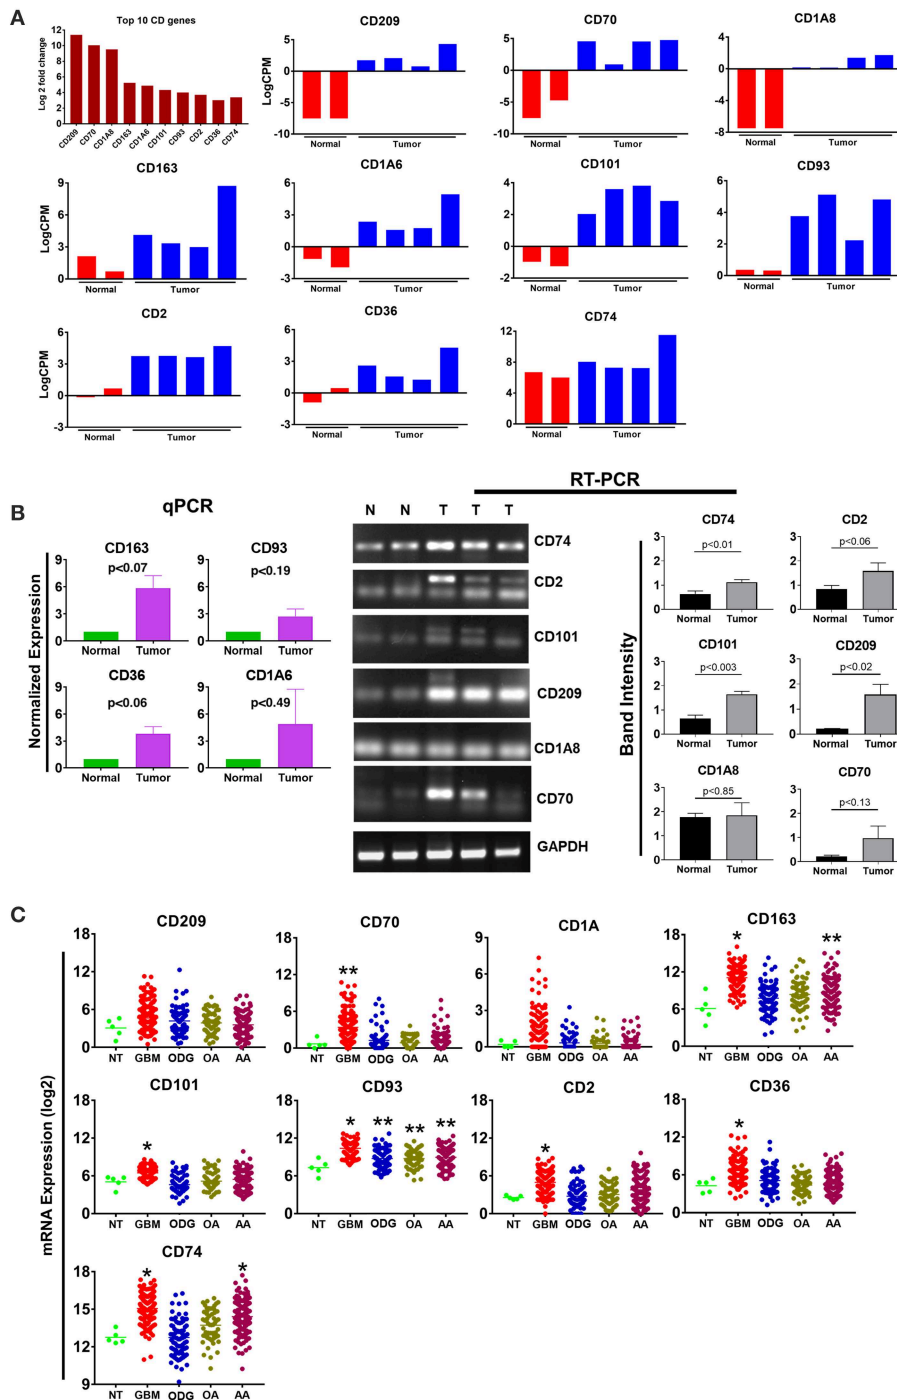 A
Top 10 CD genes
Log 2 fold change
14
12
10
8
6
4
2
0
CD209
CD70
CD1A8
CD163
CD1A6
CD101
CD93
CD2
CD36
CD74
CD209
LogCPM
10
5
0
-5
-10
Normal
Tumor
CD70
10
5
0
-5
-10
Normal
Tumor
CD1A8
4
0
-4
-8
Normal
Tumor
CD163
LogCPM
9
6
3
0
Normal
Tumor
CD1A6
6
3
0
-3
Normal
Tumor
CD101
6
4
2
0
-2
Normal
Tumor
CD93
6
4
2
0
Normal
Tumor
CD2
LogCPM
6
3
0
-3
Normal
Tumor
CD36
6
3
0
-3
Normal
Tumor
CD74
12
8
4
0
Normal
Tumor
B
qPCR
Normalized Expression
CD163
p<0.07
9
6
3
0
Normal Tumor
CD93
p<0.19
9
6
3
0
Normal Tumor
CD36
p<0.06
9
6
3
0
Normal Tumor
CD1A6
p<0.49
9
6
3
0
Normal Tumor
RT-PCR
N N T T T
CD74
CD2
CD101
CD209
CD1A8
CD70
GAPDH
Band Intensity
CD74
p<0.01
3
2
1
0
Normal Tumor
CD2
p<0.06
3
2
1
0
Normal Tumor
CD101
p<0.003
3
2
1
0
Normal Tumor
CD209
p<0.02
3
2
1
0
Normal Tumor
CD1A8
p<0.85
3
2
1
0
Normal Tumor
CD70
p<0.13
3
2
1
0
Normal Tumor
C
mRNA Expression (log2)
CD209
18
12
6
0
NT GBM ODG OA AA
CD70
**
18
12
6
0
NT GBM ODG OA AA
CD1A
9
6
3
0
NT GBM ODG OA AA
CD163
* **
18
12
6
0
NT GBM ODG OA AA
CD101
*
18
12
6
0
NT GBM ODG OA AA
CD93
* ** ** **
18
12
6
0
NT GBM ODG OA AA
CD2
*
18
12
6
0
NT GBM ODG OA AA
CD36
*
18
12
6
0
NT GBM ODG OA AA
CD74
* *
18
15
12
9
NT GBM ODG OA AA